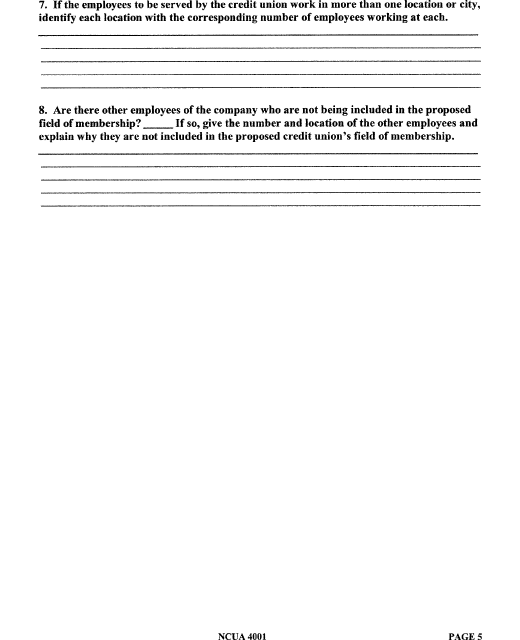 7. If the employees to be served by the credit union work in more than one location or city,
identify each location with the corresponding number of employees working at each.
8. Are there other employees of the company who are not being included in the proposed
field of membership? _____ If so, give the number and location of the other employees and
explain why they are not included in the proposed credit union's field of membership.
NCUA 4001 PAGE 5